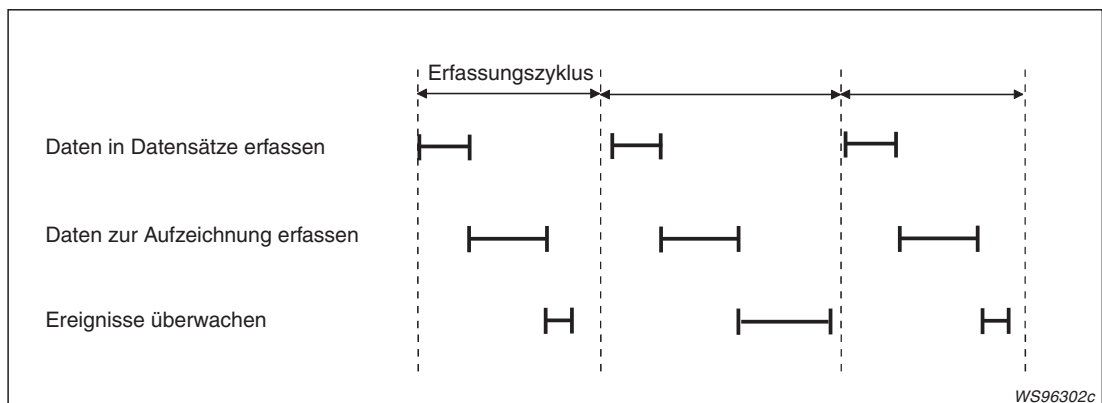 Erfassungszyklus
Daten in Datensätze erfassen
Daten zur Aufzeichnung erfassen
Ereignisse überwachen
WS96302c